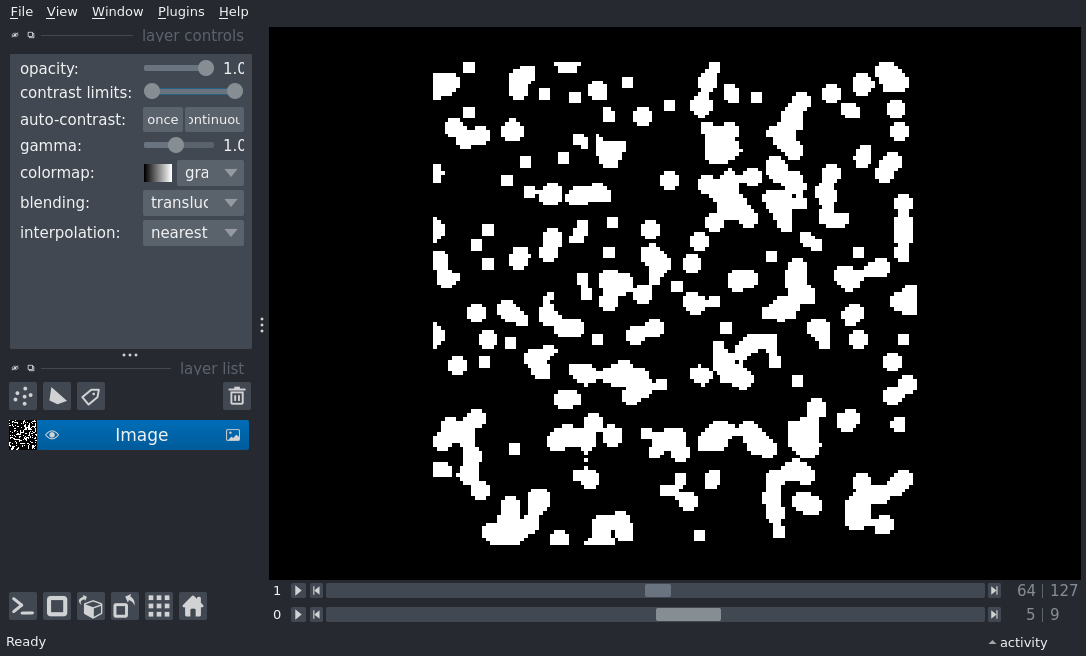 File View Window Plugins Help
layer controls
opacity: 1.0
contrast limits:
auto-contrast: once ontinuou
gamma: 1.0
colormap: gra
blending: transluc
interpolation: nearest
layer list
Image
1 64 127
0 5 9
Ready activity